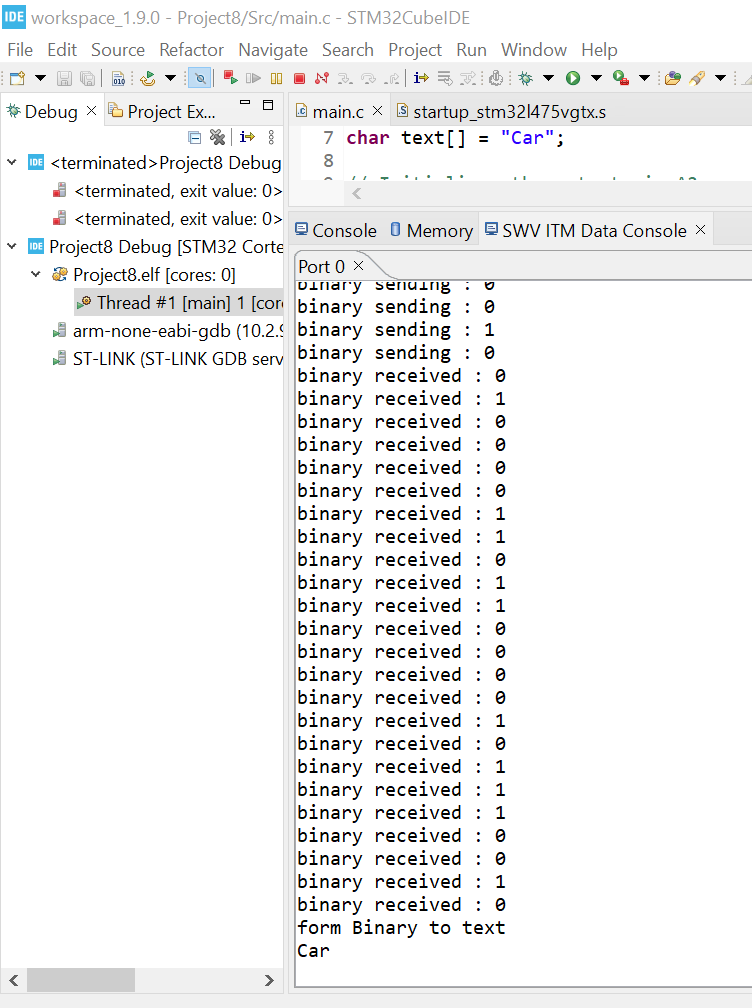 IDE workspace_1.9.0 - Project8/Src/main.c - STM32CubeIDE
File Edit Source Refactor Navigate Search Project Run Window Help
Debug Project Ex...
<terminated>Project8 Debug
<terminated, exit value: 0>
<terminated, exit value: 0>
Project8 Debug [STM32 Corte
Project8.elf [cores: 0]
Thread #1 [main] 1 [cor
arm-none-eabi-gdb (10.2.9
ST-LINK (ST-LINK GDB serv
main.c startup_stm32l475vgtx.s
7 char text[] = "Car";
8
Console Memory SWV ITM Data Console
Port 0
binary sending : 0
binary sending : 0
binary sending : 1
binary sending : 0
binary received : 0
binary received : 1
binary received : 0
binary received : 0
binary received : 0
binary received : 0
binary received : 1
binary received : 1
binary received : 0
binary received : 1
binary received : 1
binary received : 0
binary received : 0
binary received : 0
binary received : 0
binary received : 1
binary received : 0
binary received : 1
binary received : 1
binary received : 1
binary received : 0
binary received : 0
binary received : 1
binary received : 0
form Binary to text
Car